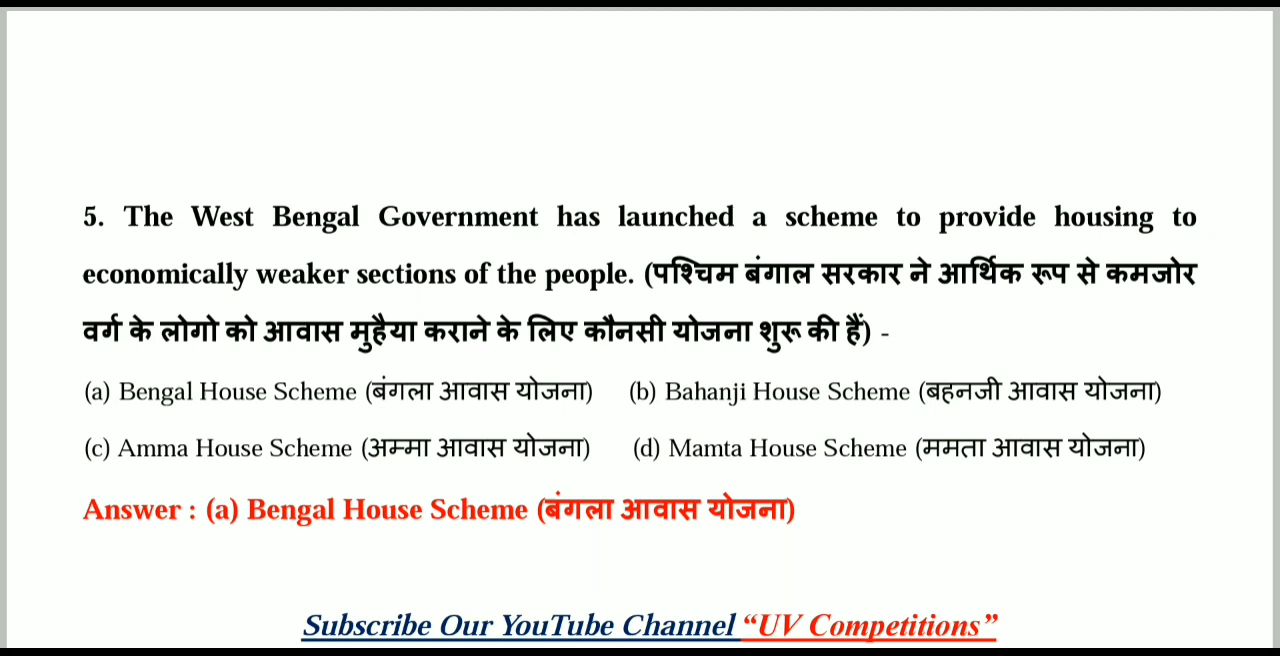 5. The West Bengal Government has launched a scheme to provide housing to
economically weaker sections of the people. (पश्चिम बंगाल सरकार ने आर्थिक रूप से कमजोर
वर्ग के लोगो को आवास मुहैया कराने के लिए कौनसी योजना शुरू की हैं) -
(a) Bengal House Scheme (बंगला आवास योजना) (b) Bahanji House Scheme (बहनजी आवास योजना)
(c) Amma House Scheme (अम्मा आवास योजना) (d) Mamta House Scheme (ममता आवास योजना)
Answer : (a) Bengal House Scheme (बंगला आवास योजना)
Subscribe Our YouTube Channel “UV Competitions”